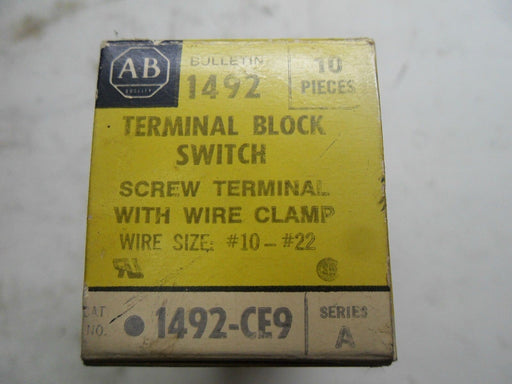 AB
QUALITY
BULLETIN
1492
10
PIECES
TERMINAL BLOCK
SWITCH
SCREW TERMINAL
WITH WIRE CLAMP
WIRE SIZE: #10-#22
CAT
NO.
1492-CE9
SERIES
A